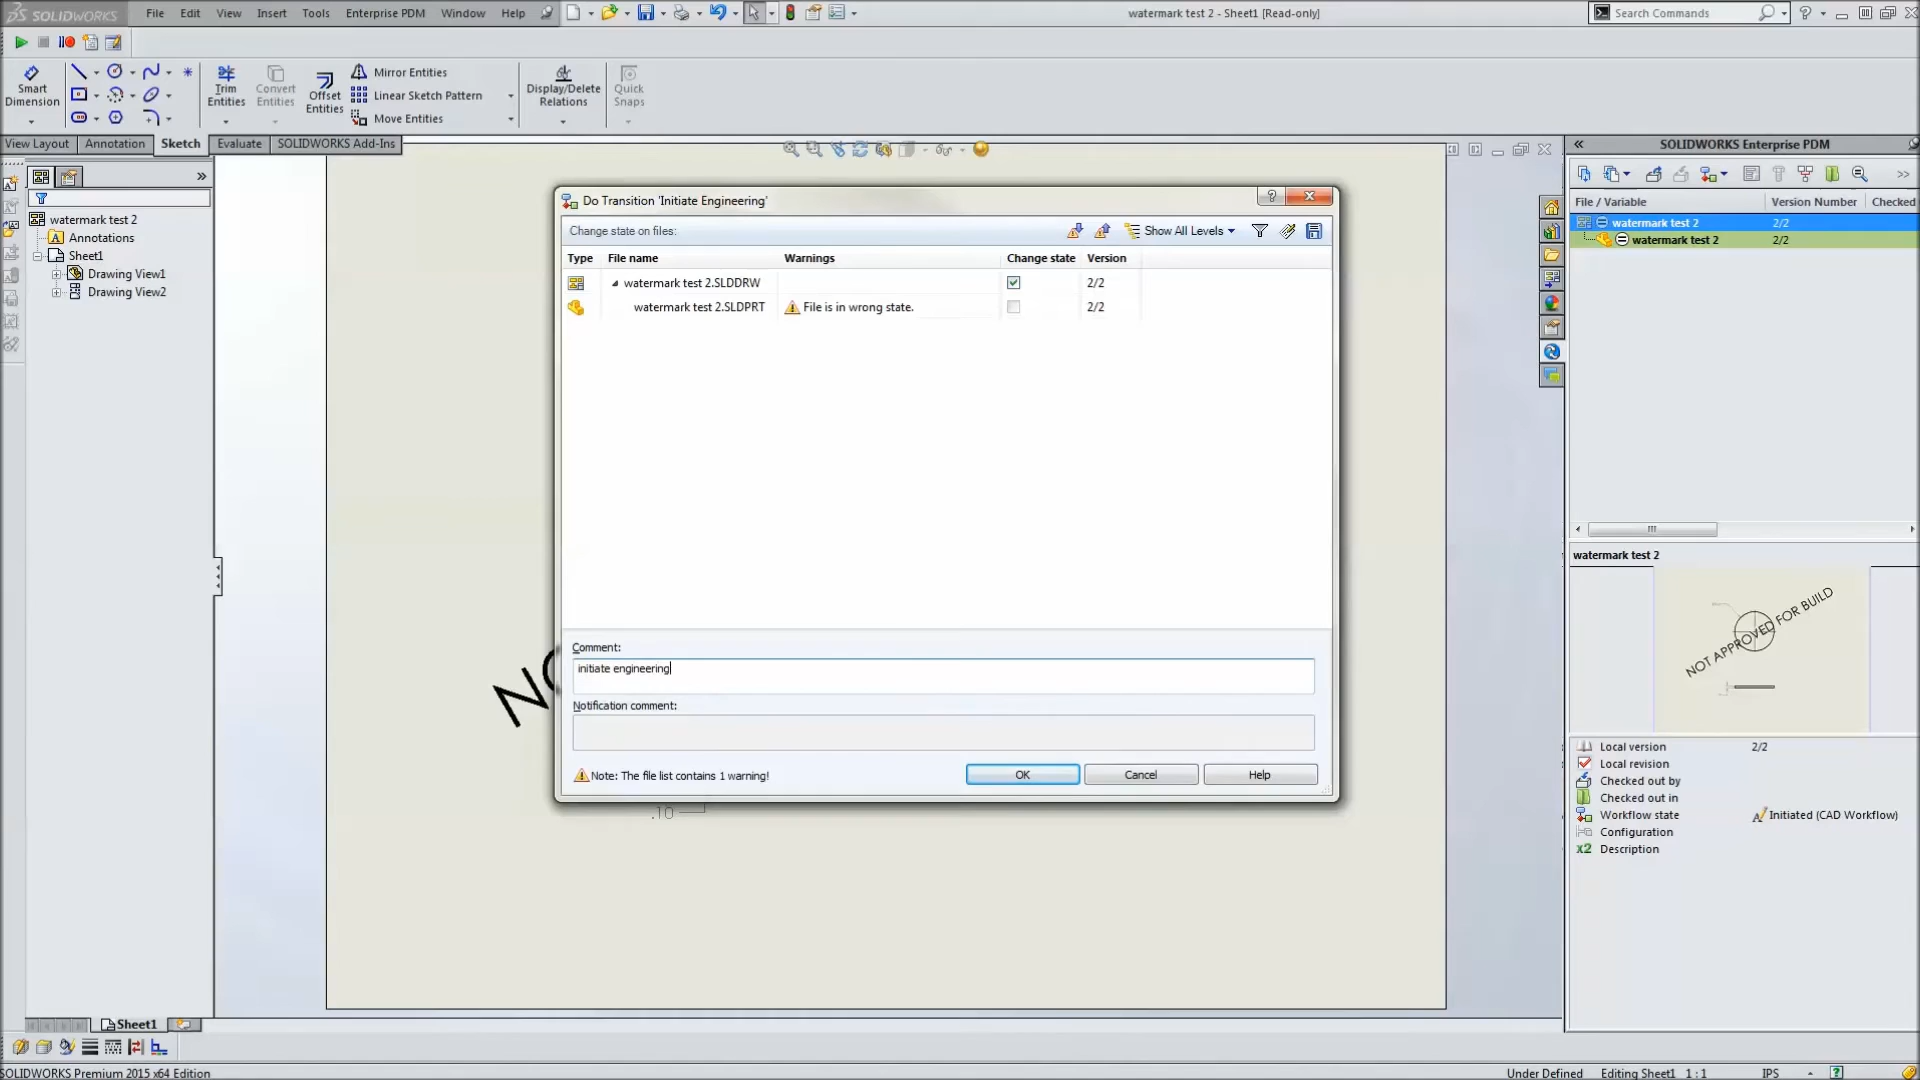 SOLIDWORKS File Edit View Insert Tools Enterprise PDM Window Help watermark test 2 - Sheet1 [Read-only] Search Commands
Smart Dimension
Trim Entities
Convert Entities
Offset Entities
Mirror Entities
Linear Sketch Pattern
Move Entities
Display/Delete Relations
Quick Snaps
View Layout Annotation Sketch Evaluate SOLIDWORKS Add-Ins
watermark test 2
Annotations
Sheet1
Drawing View1
Drawing View2
Do Transition 'Initiate Engineering'
Change state on files: Show All Levels
Type File name Warnings Change state Version
watermark test 2.SLDDRW 2/2
watermark test 2.SLDPRT File is in wrong state. 2/2
Comment:
initiate engineering
Notification comment:
Note: The file list contains 1 warning!
OK Cancel Help
NO
.10
SOLIDWORKS Enterprise PDM
File / Variable Version Number Checked
watermark test 2 2/2
watermark test 2 2/2
watermark test 2
NOT APPROVED FOR BUILD
Local version 2/2
Local revision
Checked out by
Checked out in
Workflow state Initiated (CAD Workflow)
Configuration
x2 Description
Sheet1
SOLIDWORKS Premium 2015 x64 Edition Under Defined Editing Sheet1 1 : 1 IPS